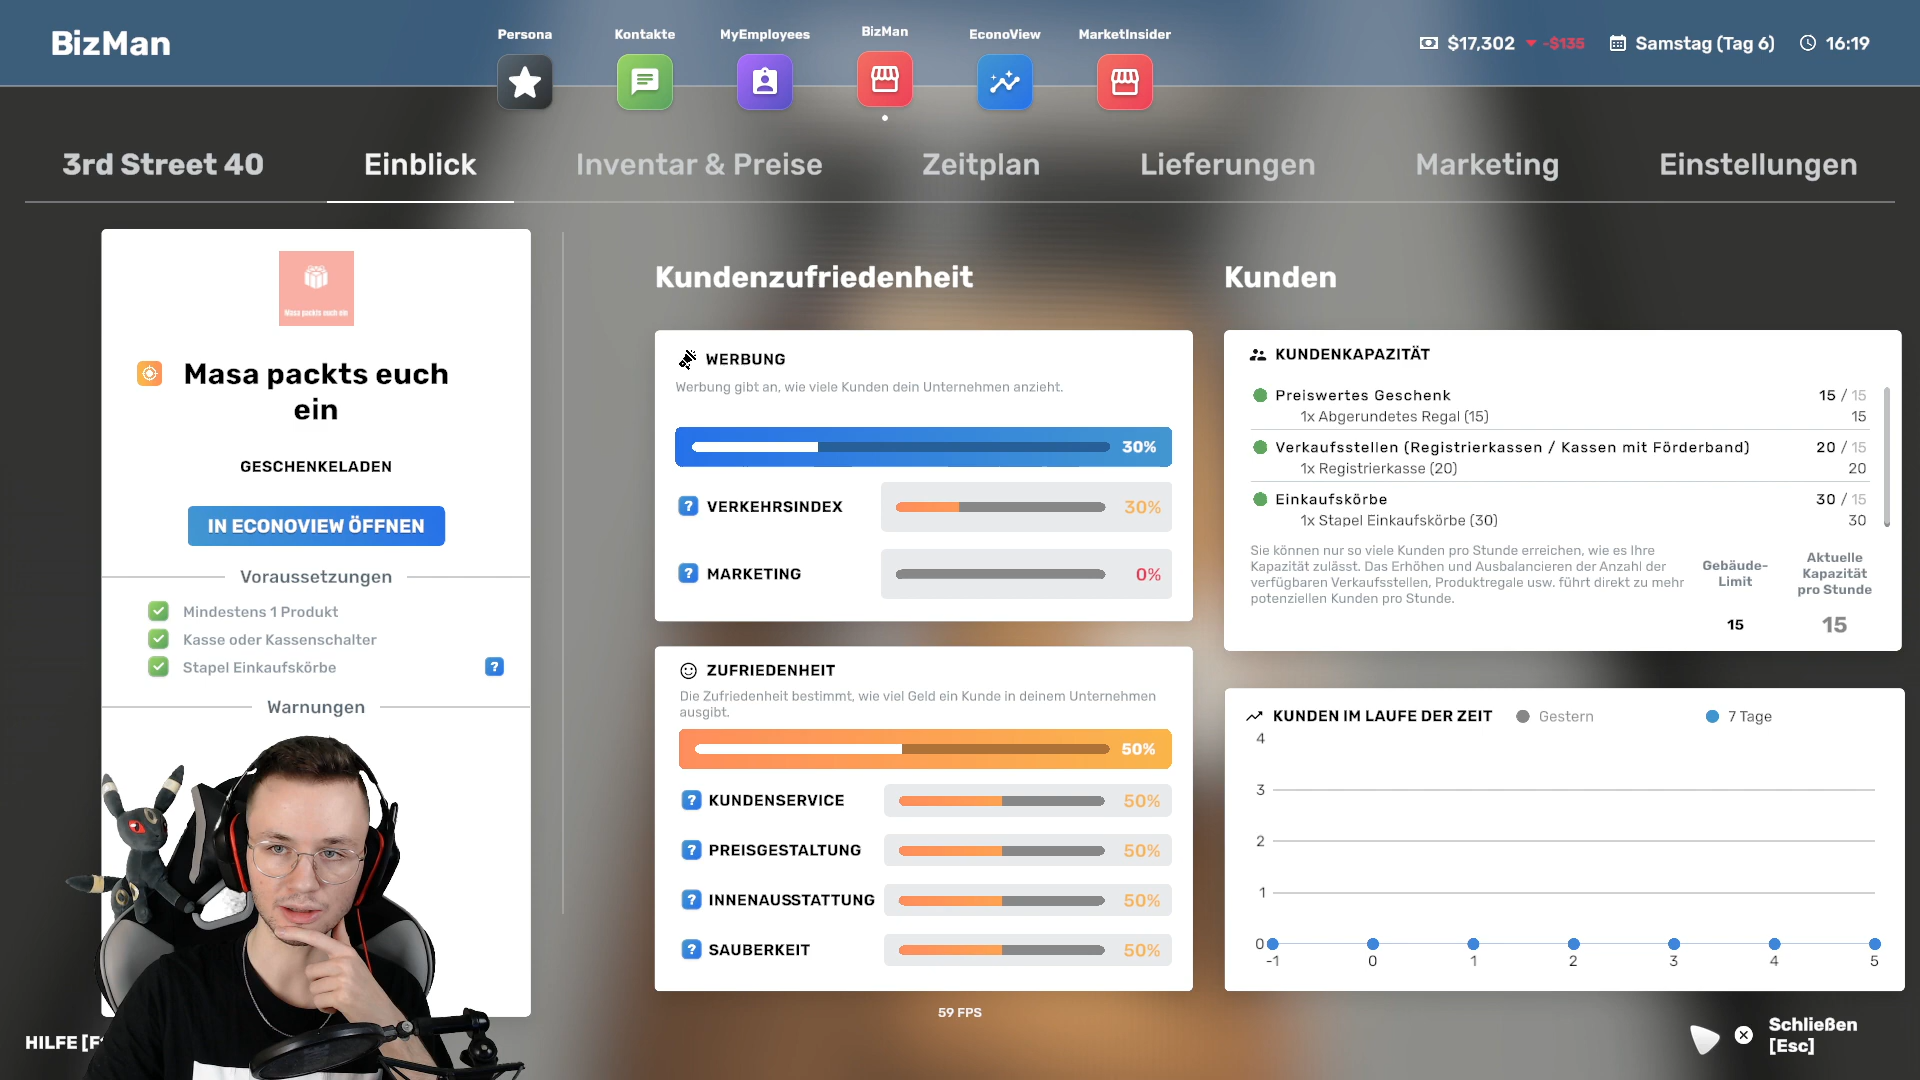 BizMan
Persona
Kontakte
MyEmployees
BizMan
EconoView
MarketInsider
$17,302
-$135
Samstag (Tag 6)
16:19
3rd Street 40
Einblick
Inventar & Preise
Zeitplan
Lieferungen
Marketing
Einstellungen
Masa packts euch ein
Masa packts euch
ein
GESCHENKELADEN
IN ECONOVIEW ÖFFNEN
Voraussetzungen
Mindestens 1 Produkt
Kasse oder Kassenschalter
Stapel Einkaufskörbe
?
Warnungen
HILFE [F
Kundenzufriedenheit
WERBUNG
Werbung gibt an, wie viele Kunden dein Unternehmen anzieht.
30%
? VERKEHRSINDEX 30%
? MARKETING 0%
ZUFRIEDENHEIT
Die Zufriedenheit bestimmt, wie viel Geld ein Kunde in deinem Unternehmen
ausgibt.
50%
? KUNDENSERVICE 50%
? PREISGESTALTUNG 50%
? INNENAUSSTATTUNG 50%
? SAUBERKEIT 50%
59 FPS
Kunden
KUNDENKAPAZITÄT
Preiswertes Geschenk 15 / 15
1x Abgerundetes Regal (15) 15
Verkaufsstellen (Registrierkassen / Kassen mit Förderband) 20 / 15
1x Registrierkasse (20) 20
Einkaufskörbe 30 / 15
1x Stapel Einkaufskörbe (30) 30
Sie können nur so viele Kunden pro Stunde erreichen, wie es Ihre
Kapazität zulässt. Das Erhöhen und Ausbalancieren der Anzahl der
verfügbaren Verkaufsstellen, Produktregale usw. führt direkt zu mehr
potenziellen Kunden pro Stunde.
Gebäude-
Limit
15
Aktuelle
Kapazität
pro Stunde
15
KUNDEN IM LAUFE DER ZEIT
Gestern
7 Tage
4
3
2
1
0
-1 0 1 2 3 4 5
Schließen
[Esc]